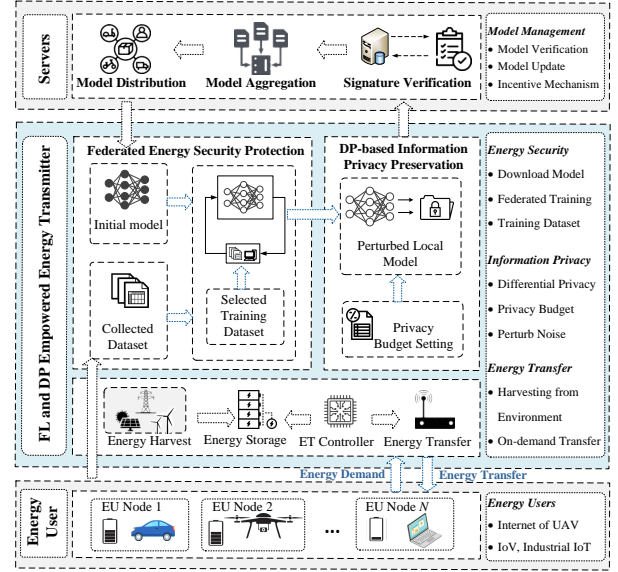 Servers
Model Distribution
Model Aggregation
Signature Verification
Model Management
• Model Verification
• Model Update
• Incentive Mechanism
FL and DP Empowered Energy Transmitter
Federated Energy Security Protection
Initial model
Collected
Dataset
Selected
Training
Dataset
DP-based Information
Privacy Preservation
Perturbed Local
Model
Privacy
Budget Setting
Energy Harvest
Energy Storage
ET Controller
Energy Transfer
Energy Security
• Download Model
• Federated Training
• Training Dataset
Information Privacy
• Differential Privacy
• Privacy Budget
• Perturb Noise
Energy Transfer
• Harvesting from
Environment
• On-demand Transfer
Energy Demand
Energy Transfer
Energy
User
EU Node 1
EU Node 2
...
EU Node N
Energy Users
• Internet of UAV
• IoV, Industrial IoT